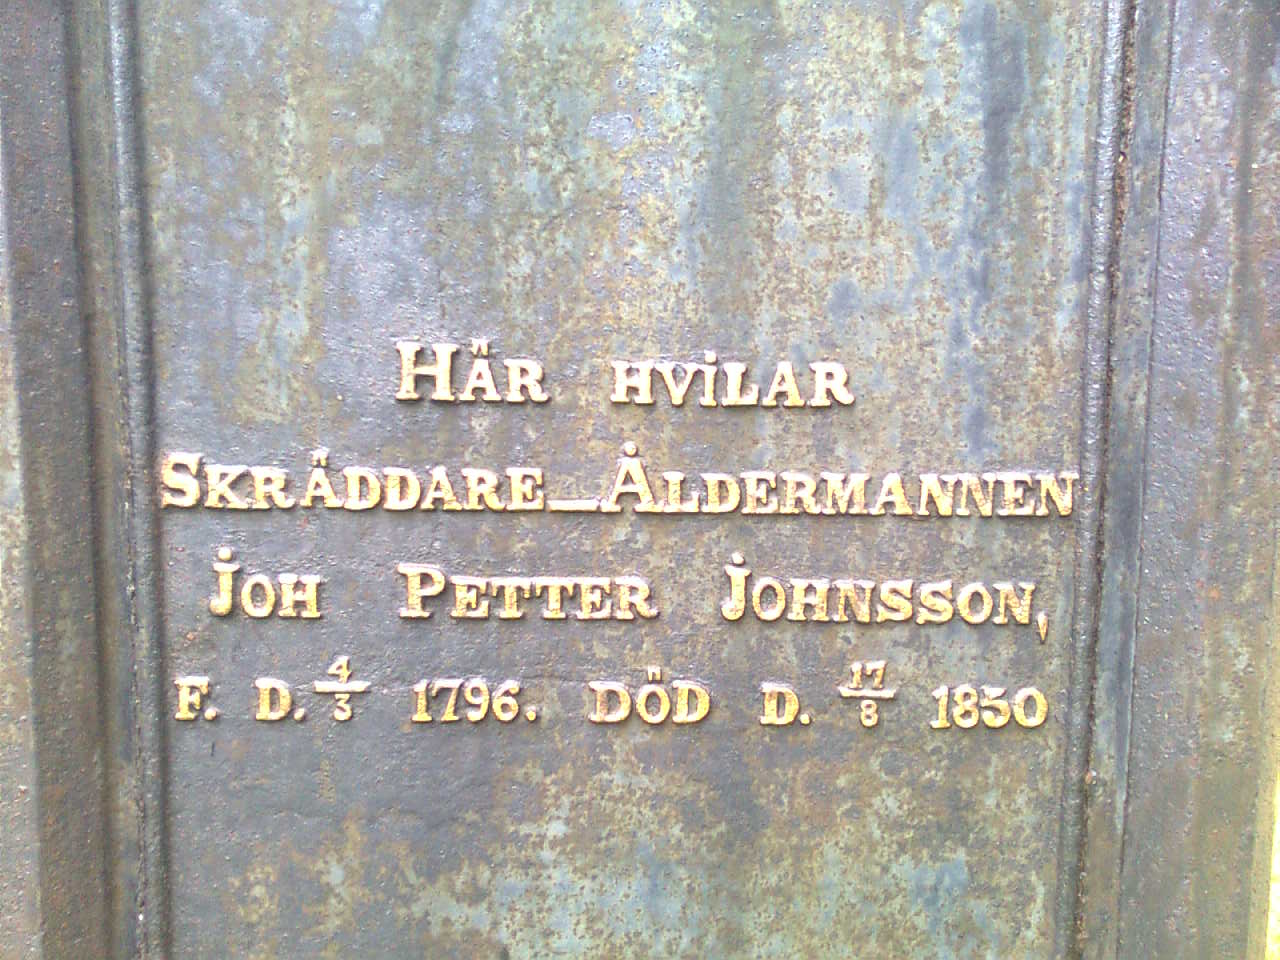 HÄR HVILAR
SKRÄDDARE_ÅLDERMANNEN
JOH PETTER JOHNSSON,
F. D. 4/3 1796. DÖD D. 17/8 1850